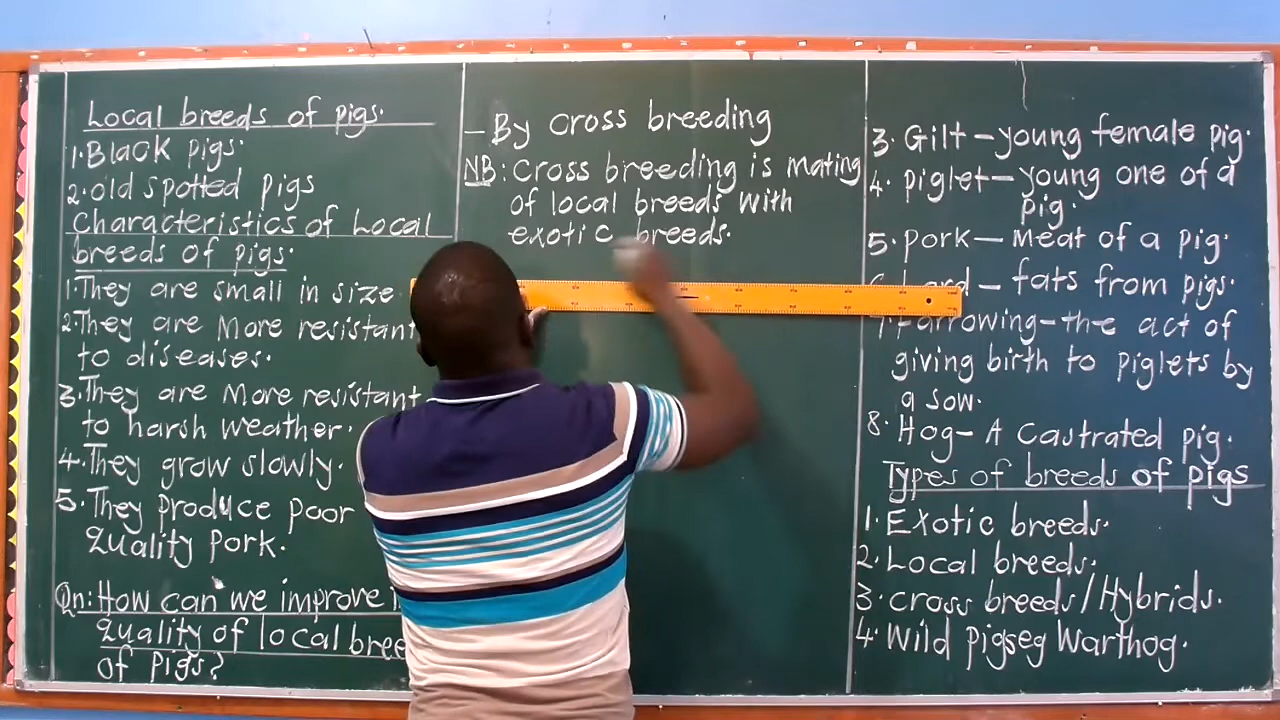 Local breeds of pigs.
1. Black pigs.
2. Old spotted pigs
Characteristics of Local
breeds of pigs.
1. They are small in size
2. They are More resistant
to diseases.
3. They are More resistant
to harsh weather.
4. They grow slowly.
5. They produce poor
quality pork.
Qn: How can we improve
quality of local
of pigs?
- By cross breeding
NB: Cross breeding is mating
of local breeds with
exotic breeds.
3. Gilt - young female pig.
4. piglet - young one of a
pig.
5. pork - Meat of a pig.
- fats from pigs.
7. Farrowing - the act of
giving birth to piglets by
a sow.
8. Hog - A Castrated pig.
Types of breeds of pigs
1. Exotic breeds.
2. Local breeds.
3. cross breeds/Hybrids.
4. Wild pigs eg Warthog.